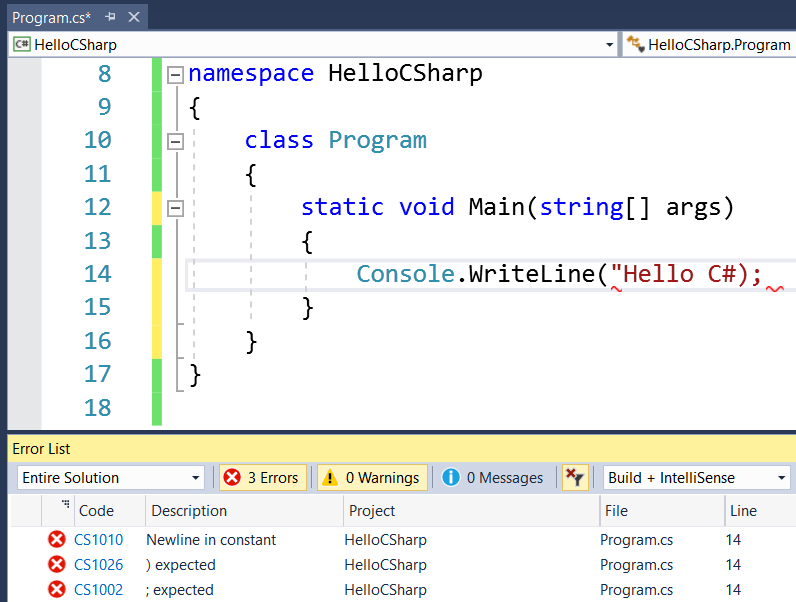 Program.cs*
C# HelloCSharp HelloCSharp.Program
8 namespace HelloCSharp
9 {
10 class Program
11 {
12 static void Main(string[] args)
13 {
14 Console.WriteLine("Hello C#);
15 }
16 }
17 }
18
Error List
Entire Solution 3 Errors 0 Warnings 0 Messages Build + IntelliSense
Code Description Project File Line
CS1010 Newline in constant HelloCSharp Program.cs 14
CS1026 ) expected HelloCSharp Program.cs 14
CS1002 ; expected HelloCSharp Program.cs 14